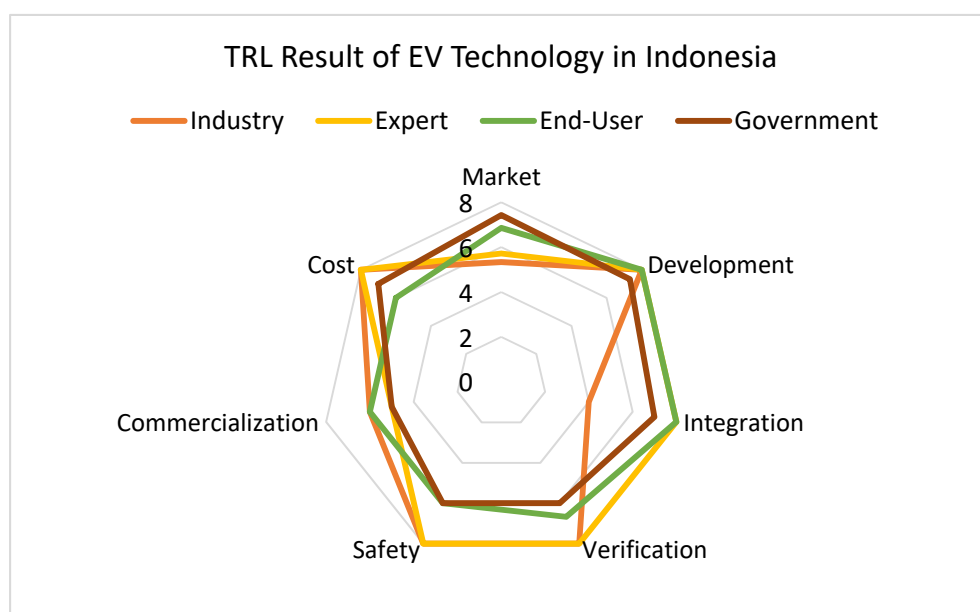 TRL Result of EV Technology in Indonesia
Industry Expert End-User Government
Market
8
6
Cost Development
4
2
0
Commercialization Integration
Safety Verification